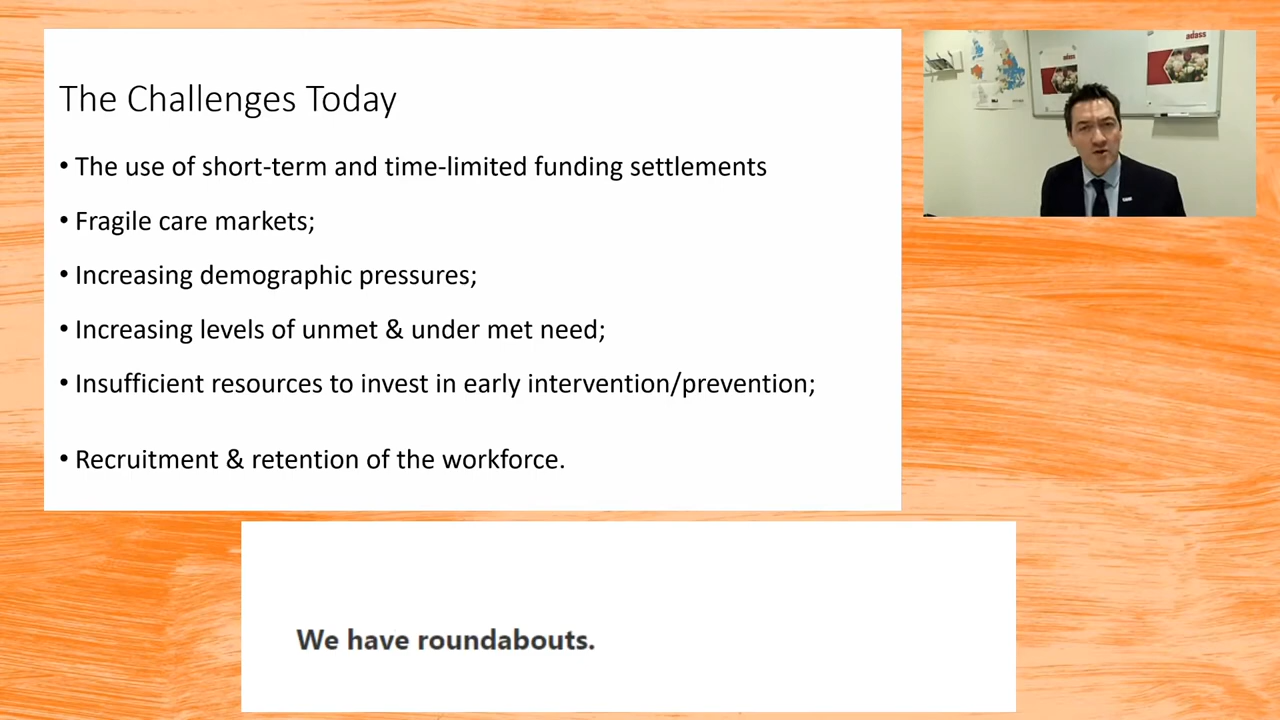 The Challenges Today
• The use of short-term and time-limited funding settlements
• Fragile care markets;
• Increasing demographic pressures;
• Increasing levels of unmet & under met need;
• Insufficient resources to invest in early intervention/prevention;
• Recruitment & retention of the workforce.
adass
We have roundabouts.